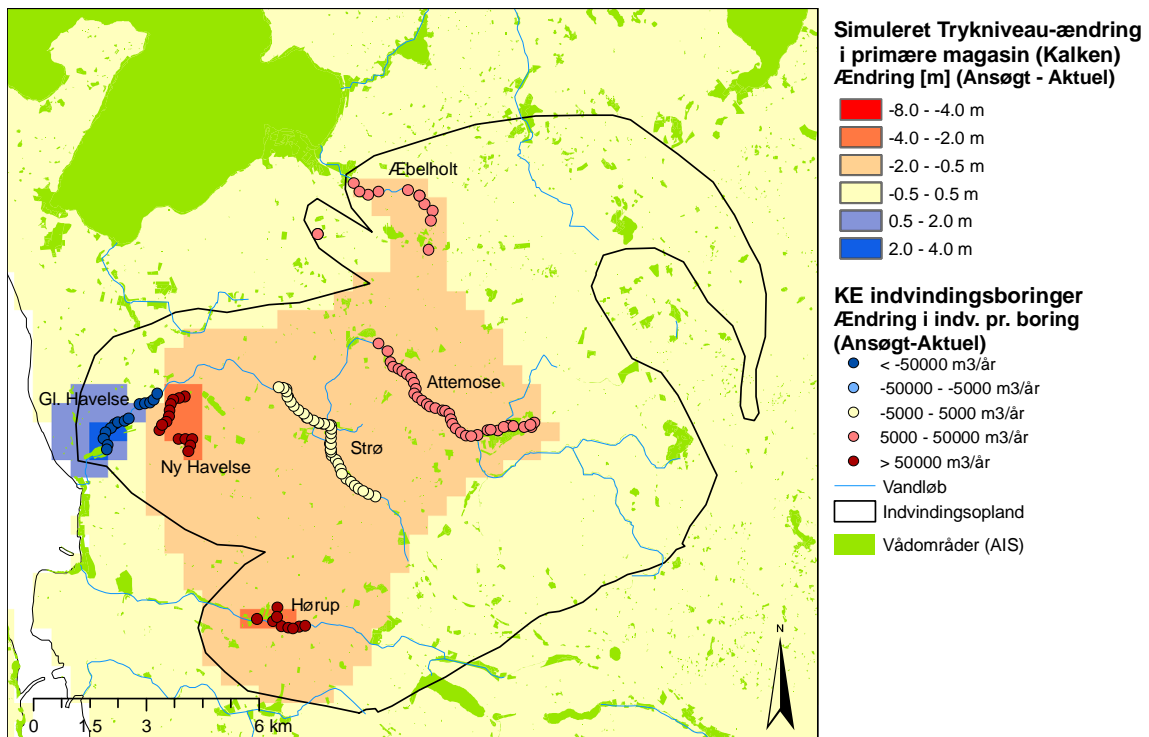 Æbelholt
Attemose
Gl. Havelse
Strø
Ny Havelse
Hørup
N
0 1.5 3 6 km
Simuleret Trykniveau-ændring
i primære magasin (Kalken)
Ændring [m] (Ansøgt - Aktuel)
-8.0 - -4.0 m
-4.0 - -2.0 m
-2.0 - -0.5 m
-0.5 - 0.5 m
0.5 - 2.0 m
2.0 - 4.0 m
KE indvindingsboringer
Ændring i indv. pr. boring
(Ansøgt-Aktuel)
< -50000 m3/år
-50000 - -5000 m3/år
-5000 - 5000 m3/år
5000 - 50000 m3/år
> 50000 m3/år
Vandløb
Indvindingsopland
Vådområder (AIS)